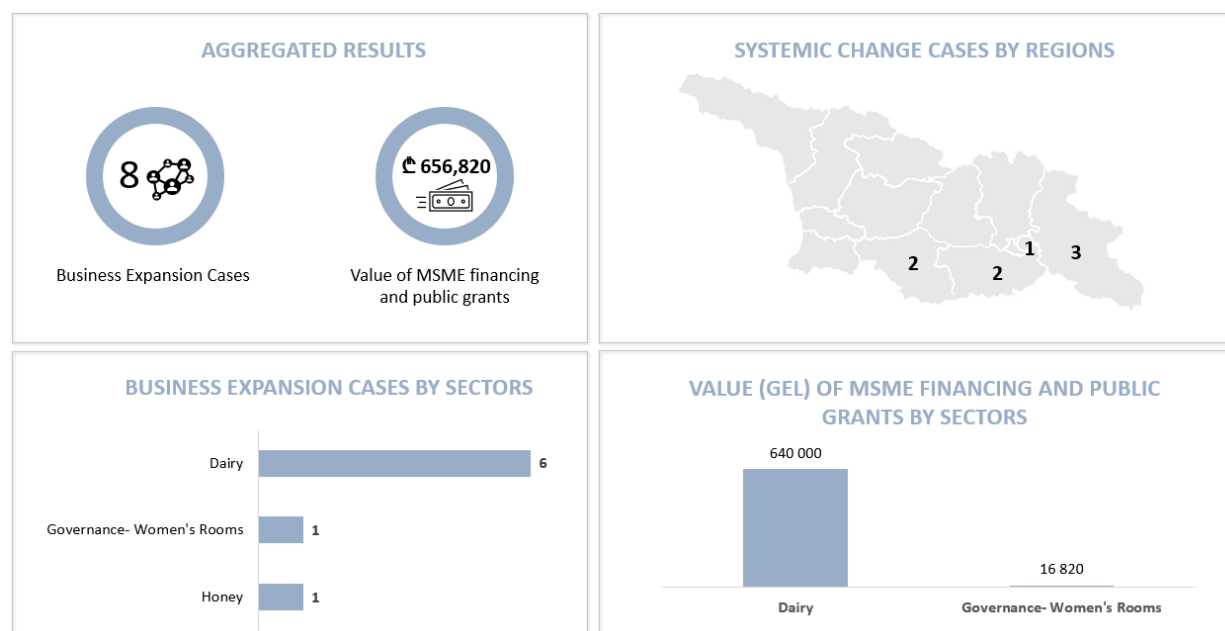 AGGREGATED RESULTS
8
₾ 656,820
Business Expansion Cases
Value of MSME financing
and public grants
SYSTEMIC CHANGE CASES BY REGIONS
2
2
1
3
BUSINESS EXPANSION CASES BY SECTORS
Dairy 6
Governance- Women's Rooms 1
Honey 1
VALUE (GEL) OF MSME FINANCING AND PUBLIC
GRANTS BY SECTORS
640 000
16 820
Dairy
Governance- Women's Rooms